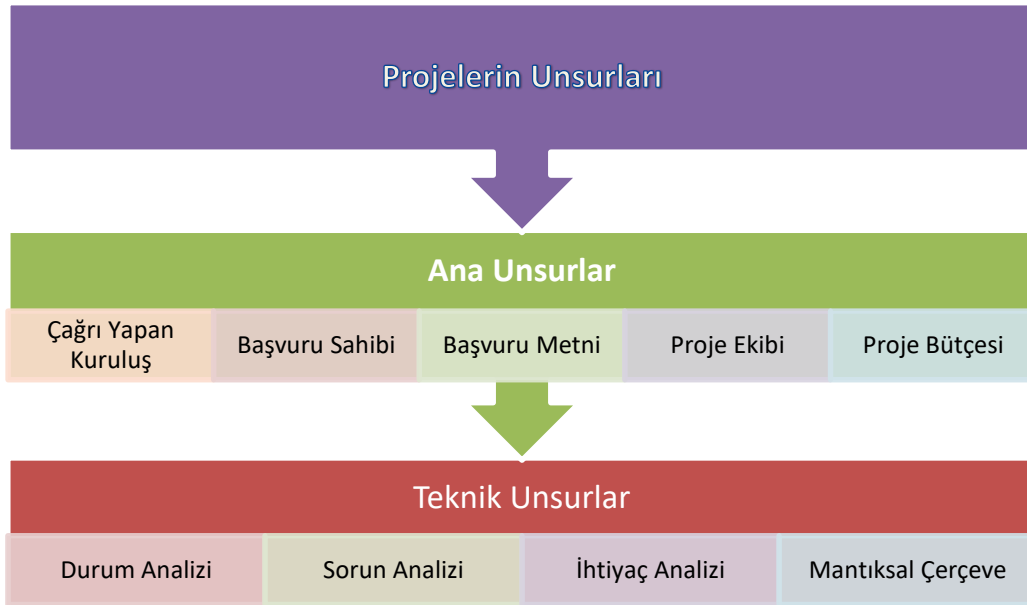 Projelerin Unsurları
Ana Unsurlar
Çağrı Yapan
Kuruluş
Başvuru Sahibi
Başvuru Metni
Proje Ekibi
Proje Bütçesi
Teknik Unsurlar
Durum Analizi
Sorun Analizi
İhtiyaç Analizi
Mantıksal Çerçeve